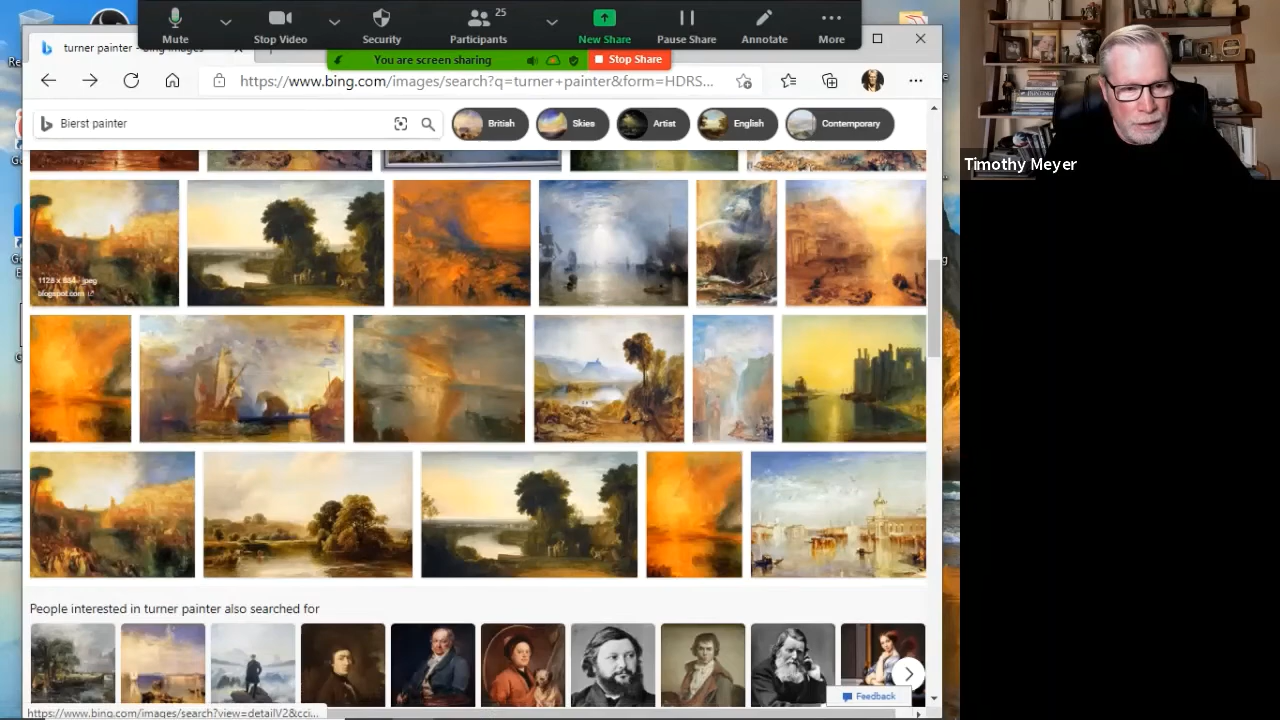 25
Mute
Stop Video
Security
Participants
New Share
Pause Share
Annotate
More
turner painter - Bing images
You are screen sharing
Stop Share
https://www.bing.com/images/search?q=turner+painter&form=HDRS...
Bierst painter
British
Skies
Artist
English
Contemporary
Timothy Meyer
blogspot.com
People interested in turner painter also searched for
Feedback
https://www.bing.com/images/search?view=detailV2&cci...